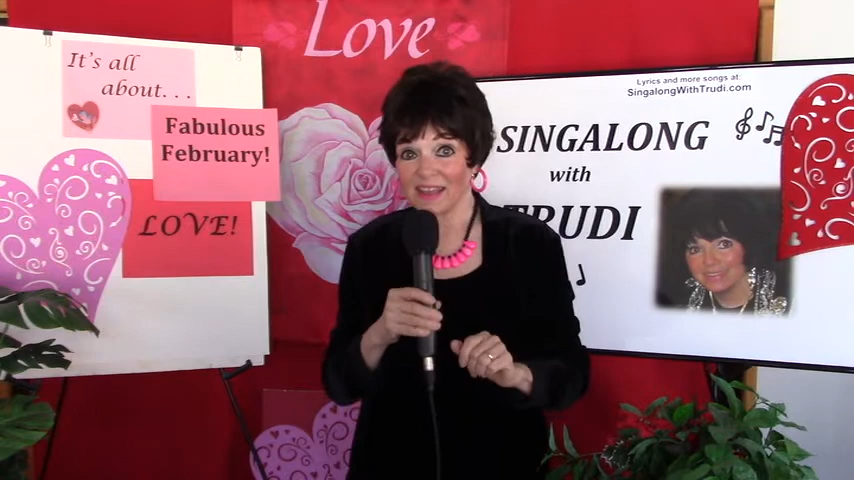 Love
It's all
about. . .
Fabulous
February!
LOVE!
Lyrics and more songs at:
SingalongWithTrudi.com
SINGALONG
with
TRUDI